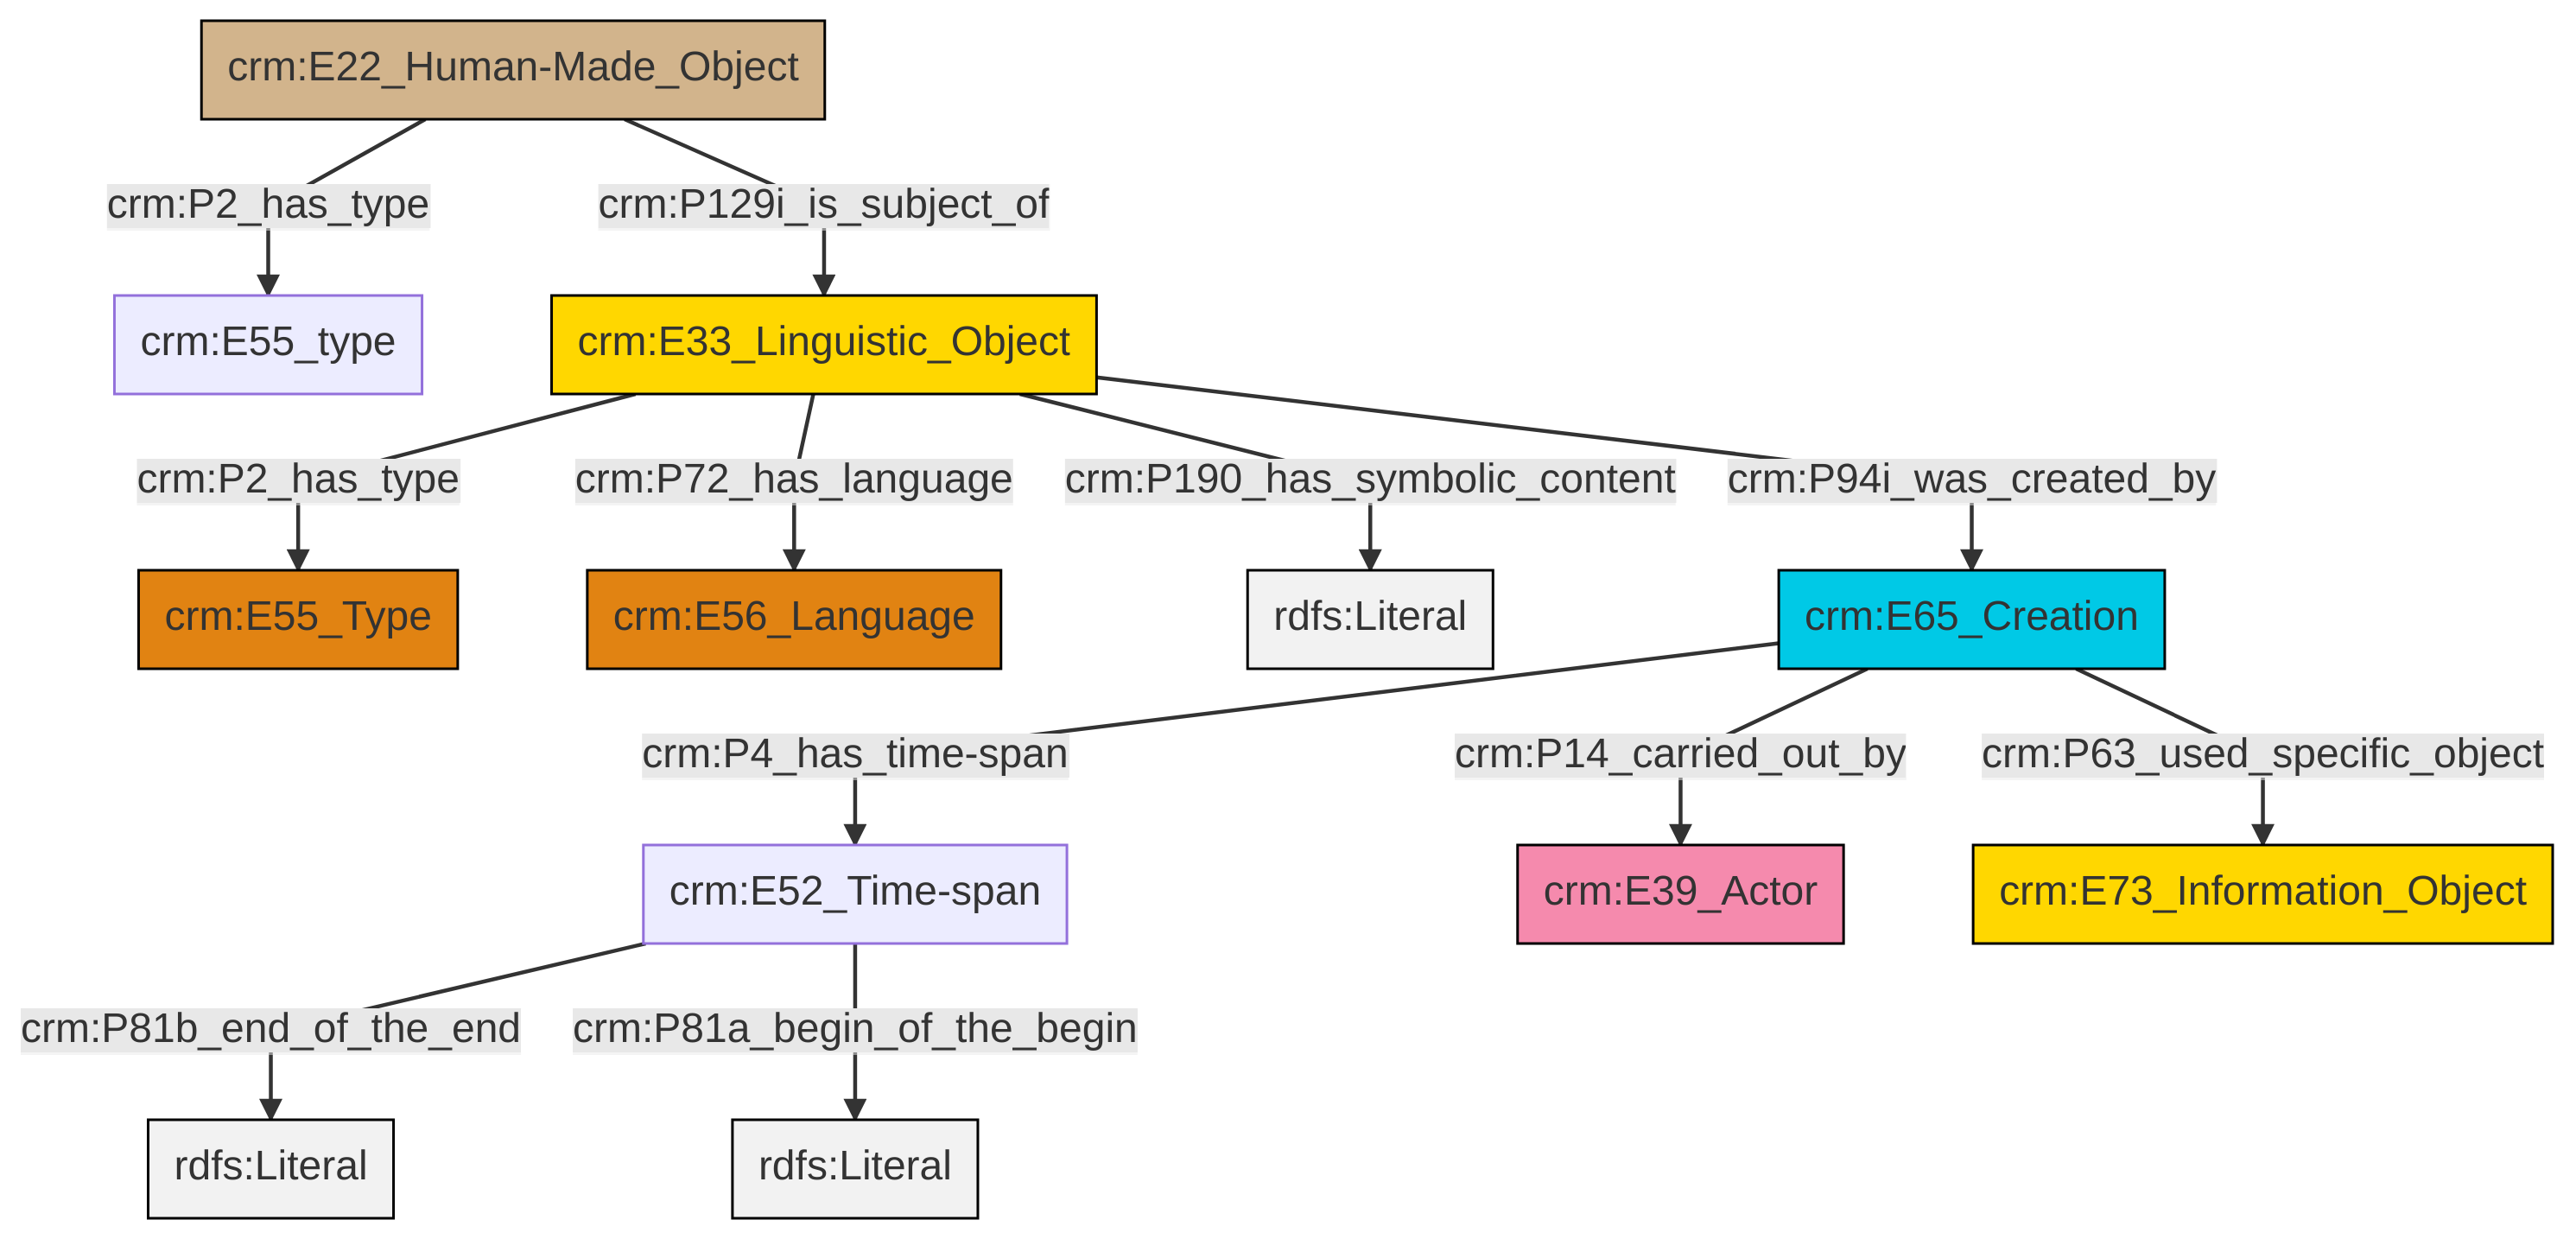 crm:E22_Human-Made_Object
crm:P2_has_type
crm:P129i_is_subject_of
crm:E55_type
crm:E33_Linguistic_Object
crm:P2_has_type
crm:P72_has_language
crm:P190_has_symbolic_content
crm:P94i_was_created_by
crm:E55_Type
crm:E56_Language
rdfs:Literal
crm:E65_Creation
crm:P4_has_time-span
crm:P14_carried_out_by
crm:P63_used_specific_object
crm:E52_Time-span
crm:E39_Actor
crm:E73_Information_Object
crm:P81b_end_of_the_end
crm:P81a_begin_of_the_begin
rdfs:Literal
rdfs:Literal